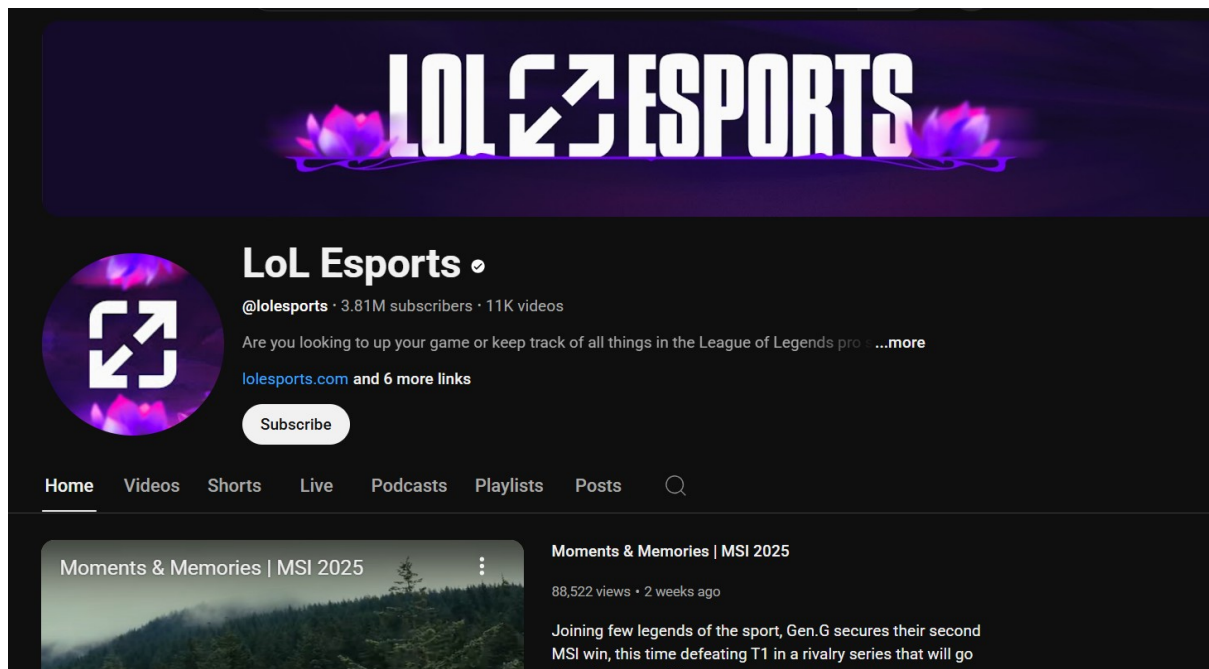 LOL ESPORTS
LoL Esports
@lolesports · 3.81M subscribers · 11K videos
Are you looking to up your game or keep track of all things in the League of Legends pro s ...more
lolesports.com and 6 more links
Subscribe
Home Videos Shorts Live Podcasts Playlists Posts
Moments & Memories | MSI 2025
Moments & Memories | MSI 2025
88,522 views • 2 weeks ago
Joining few legends of the sport, Gen.G secures their second
MSI win, this time defeating T1 in a rivalry series that will go